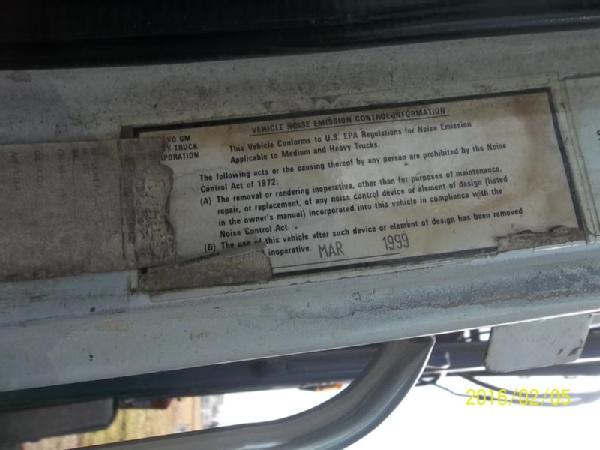 VEHICLE NOISE EMISSION CONTROL INFORMATION
GM
TRUCK
PORATION
This Vehicle Conforms to U.S. EPA Regulations for Noise Emission
Applicable to Medium and Heavy Trucks.
The following acts or the causing thereof by any person are prohibited by the Noise
Control Act of 1972:
(A) The removal or rendering inoperative, other than for purposes of maintenance,
repair, or replacement, of any noise control device or element of design (listed
in the owner's manual) incorporated into this vehicle in compliance with the
Noise Control Act.
(B) The use of this vehicle after such device or element of design has been removed
inoperative.
MAR 1999
2016/02/05